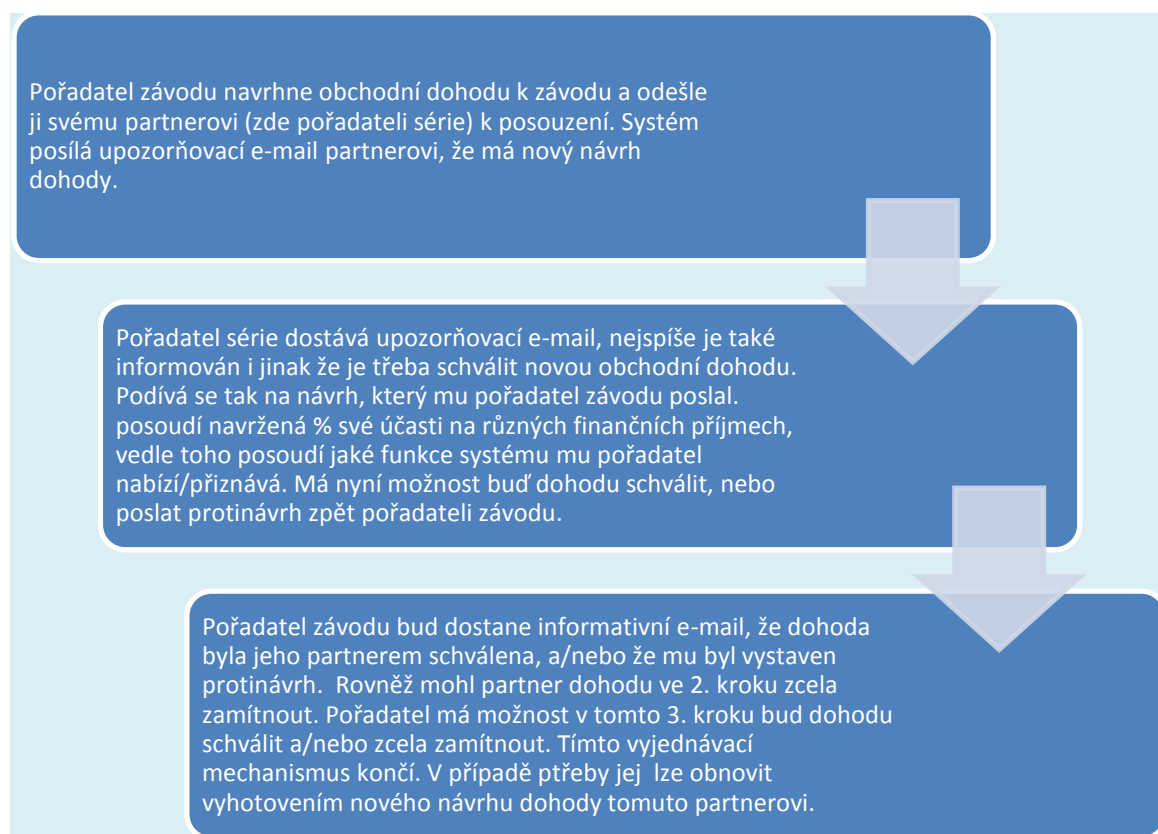 Pořadatel závodu navrhne obchodní dohodu k závodu a odešle
ji svému partnerovi (zde pořadateli série) k posouzení. Systém
posílá upozorňovací e-mail partnerovi, že má nový návrh
dohody.
Pořadatel série dostává upozorňovací e-mail, nejspíše je také
informován i jinak že je třeba schválit novou obchodní dohodu.
Podívá se tak na návrh, který mu pořadatel závodu poslal.
posoudí navržená % své účasti na různých finančních příjmech,
vedle toho posoudí jaké funkce systému mu pořadatel
nabízí/přiznává. Má nyní možnost buď dohodu schválit, nebo
poslat protinávrh zpět pořadateli závodu.
Pořadatel závodu bud dostane informativní e-mail, že dohoda
byla jeho partnerem schválena, a/nebo že mu byl vystaven
protinávrh.  Rovněž mohl partner dohodu ve 2. kroku zcela
zamítnout. Pořadatel má možnost v tomto 3. kroku bud dohodu
schválit a/nebo zcela zamítnout. Tímto vyjednávací
mechanismus končí. V případě ptřeby jej  lze obnovit
vyhotovením nového návrhu dohody tomuto partnerovi.